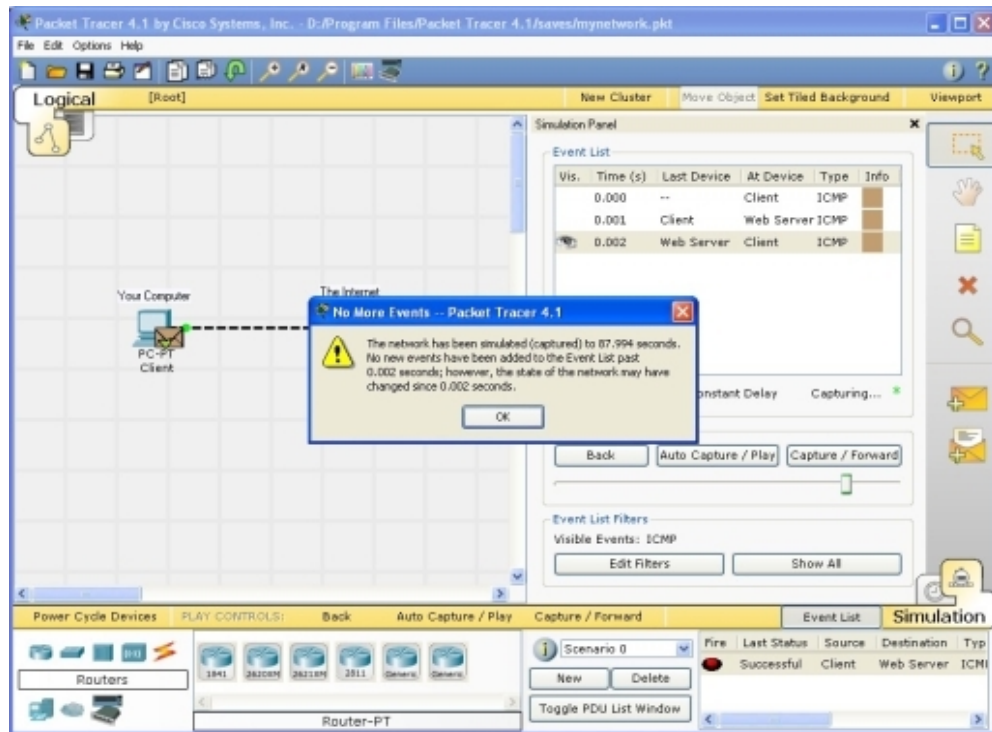 Packet Tracer 4.1 by Cisco Systems, Inc. - D:/Program Files/Packet Tracer 4.1/saves/mynetwork.pkt
File Edit Options Help
Logical [Root] New Cluster Move Object Set Tiled Background Viewport
Simulation Panel
Event List
Vis. Time (s) Last Device At Device Type Info
0.000 -- Client ICMP
0.001 Client Web Server ICMP
0.002 Web Server Client ICMP
Your Computer
The Internet
PC-PT
Client
No More Events -- Packet Tracer 4.1
The network has been simulated (captured) to 87.994 seconds.
No new events have been added to the Event List past
0.002 seconds; however, the state of the network may have
changed since 0.002 seconds.
OK
Delay Capturing... *
Back Auto Capture / Play Capture / Forward
Event List Filters
Visible Events: ICMP
Edit Filters Show All
Power Cycle Devices PLAY CONTROLS: Back Auto Capture / Play Capture / Forward Event List Simulation
Routers
1841 2620XM 2621XM 2811 Generic Generic
Router-PT
Scenario 0
New Delete
Toggle PDU List Window
Fire Last Status Source Destination Typ
Successful Client Web Server ICMI